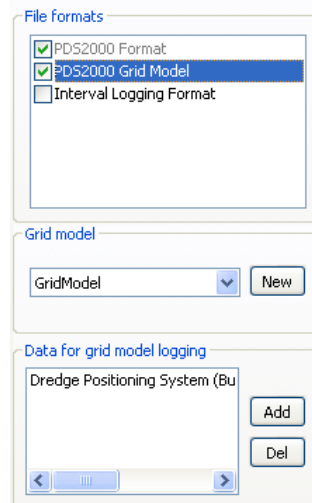 File formats
PDS2000 Format
PDS2000 Grid Model
Interval Logging Format
Grid model
GridModel
New
Data for grid model logging
Dredge Positioning System (Bu
Add
Del